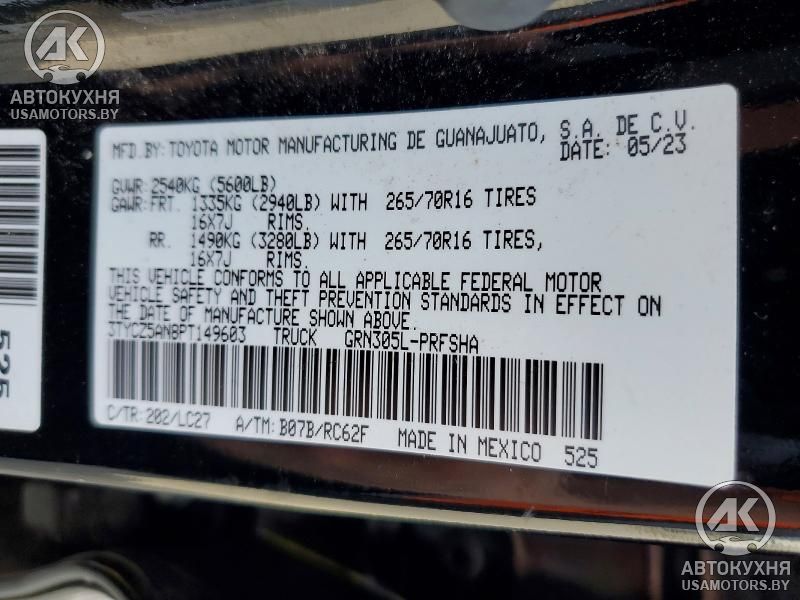 AK
АВТОКУХНЯ
USAMOTORS.BY
MFD.BY: TOYOTA MOTOR MANUFACTURING DE GUANAJUATO, S.A. DE C.V.
DATE: 05/23
GVWR: 2540KG (5600LB)
GAWR: FRT. 1335KG (2940LB) WITH 265/70R16 TIRES
16X7J RIMS.
RR. 1490KG (3280LB) WITH 265/70R16 TIRES,
16X7J RIMS.
THIS VEHICLE CONFORMS TO ALL APPLICABLE FEDERAL MOTOR
VEHICLE SAFETY AND THEFT PREVENTION STANDARDS IN EFFECT ON
THE DATE OF MANUFACTURE SHOWN ABOVE.
3TYCZ5AN8PT149603 TRUCK GRN305L-PRFSHA
C/TR: 202/LC27 A/TM: B07B/RC62F MADE IN MEXICO 525
525
AK
АВТОКУХНЯ
USAMOTORS.BY